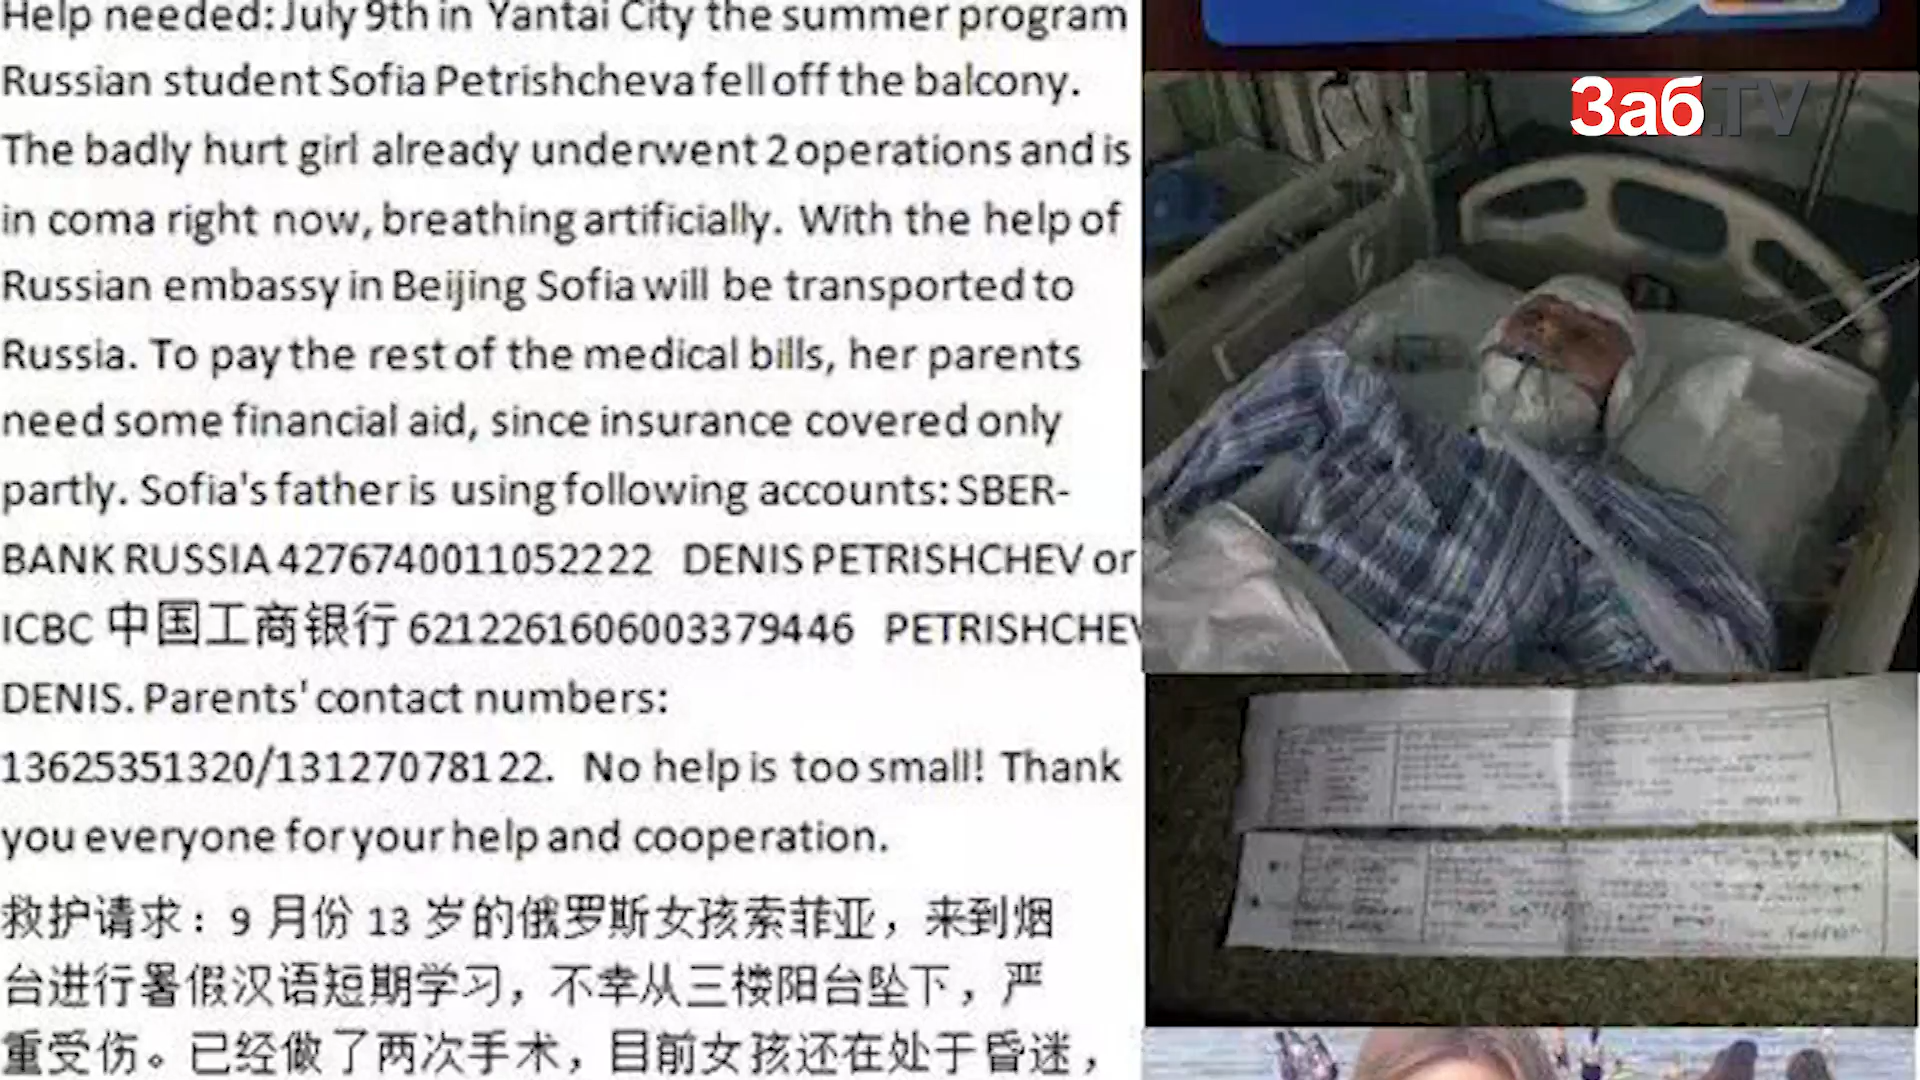 Help needed: July 9th in Yantai City the summer program
Russian student Sofia Petrishcheva fell off the balcony.
The badly hurt girl already underwent 2 operations and is
in coma right now, breathing artificially. With the help of
Russian embassy in Beijing Sofia will be transported to
Russia. To pay the rest of the medical bills, her parents
need some financial aid, since insurance covered only
partly. Sofia's father is using following accounts: SBER-
BANK RUSSIA 4276740011052222 DENIS PETRISHCHEV or
ICBC 中国工商银行 6212261606003379446 PETRISHCHEV
DENIS. Parents' contact numbers:
13625351320/13127078122. No help is too small! Thank
you everyone for your help and cooperation.
救护请求：9 月份 13 岁的俄罗斯女孩索菲亚，来到烟
台进行暑假汉语短期学习，不幸从三楼阳台坠下，严
重受伤。已经做了两次手术，目前女孩还在处于昏迷，
Заб.TV